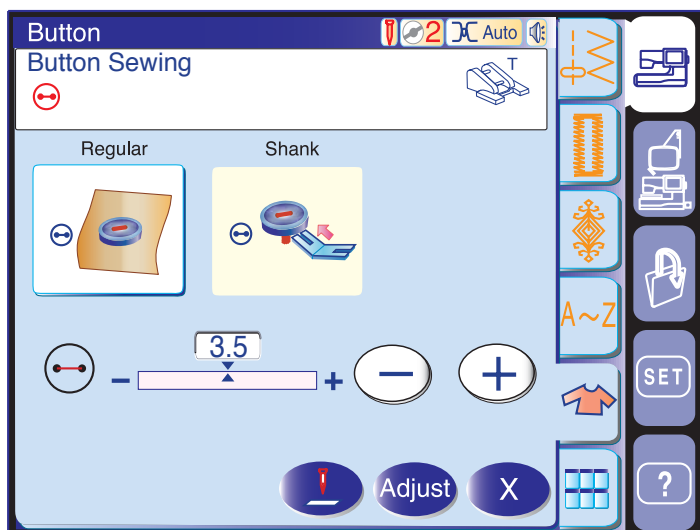 Button
2
Auto
Button Sewing
T
Regular
Shank
3.5
-
+
−
+
Adjust
X
A~Z
SET
?